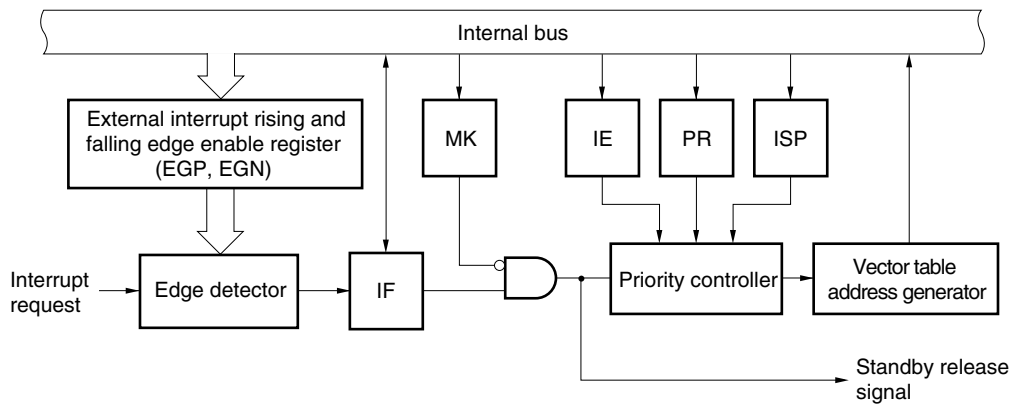 Internal bus
External interrupt rising and
falling edge enable register
(EGP, EGN)
MK
IE
PR
ISP
Interrupt
request
Edge detector
IF
Priority controller
Vector table
address generator
Standby release
signal